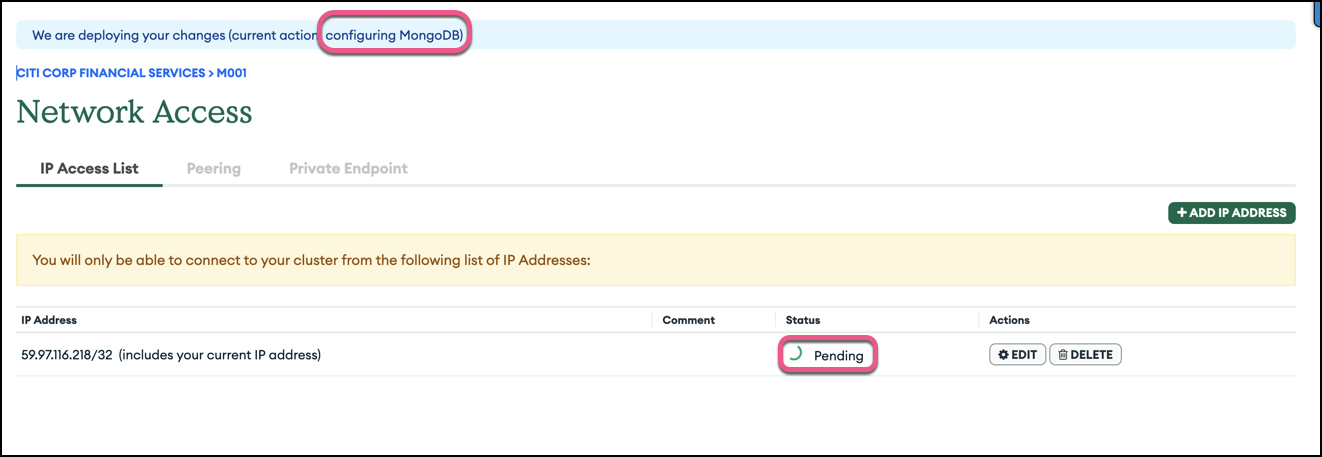 We are deploying your changes (current action configuring MongoDB)
CITI CORP FINANCIAL SERVICES > M001
Network Access
IP Access List Peering Private Endpoint
+ ADD IP ADDRESS
You will only be able to connect to your cluster from the following list of IP Addresses:
IP Address Comment Status Actions
59.97.116.218/32 (includes your current IP address) Pending EDIT DELETE